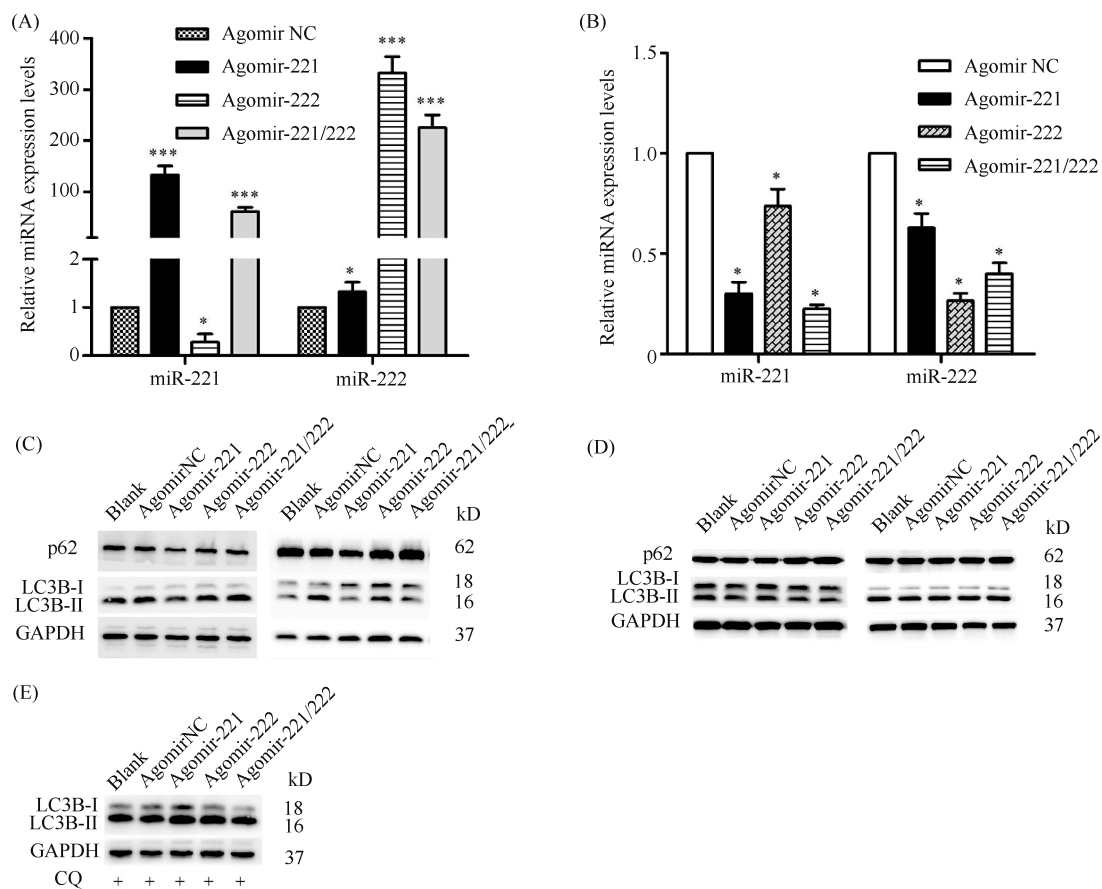 (A)
Relative miRNA expression levels
400
300
200
100
2
1
0
Agomir NC
Agomir-221
Agomir-222
Agomir-221/222
***
*
***
*
***
***
miR-221
miR-222
(B)
Relative miRNA expression levels
1.5
1.0
0.5
0
Agomir NC
Agomir-221
Agomir-222
Agomir-221/222
*
*
*
*
*
*
miR-221
miR-222
(C)
Blank
AgomirNC
Agomir-221
Agomir-222
Agomir-221/222
Blank
AgomirNC
Agomir-221
Agomir-222
Agomir-221/222
kD
p62
62
LC3B-I
18
LC3B-II
16
GAPDH
37
(D)
Blank
AgomirNC
Agomir-221
Agomir-222
Agomir-221/222
Blank
AgomirNC
Agomir-221
Agomir-222
Agomir-221/222
kD
p62
62
LC3B-I
18
LC3B-II
16
GAPDH
37
(E)
Blank
AgomirNC
Agomir-221
Agomir-222
Agomir-221/222
kD
LC3B-I
18
LC3B-II
16
GAPDH
37
CQ + + + + +